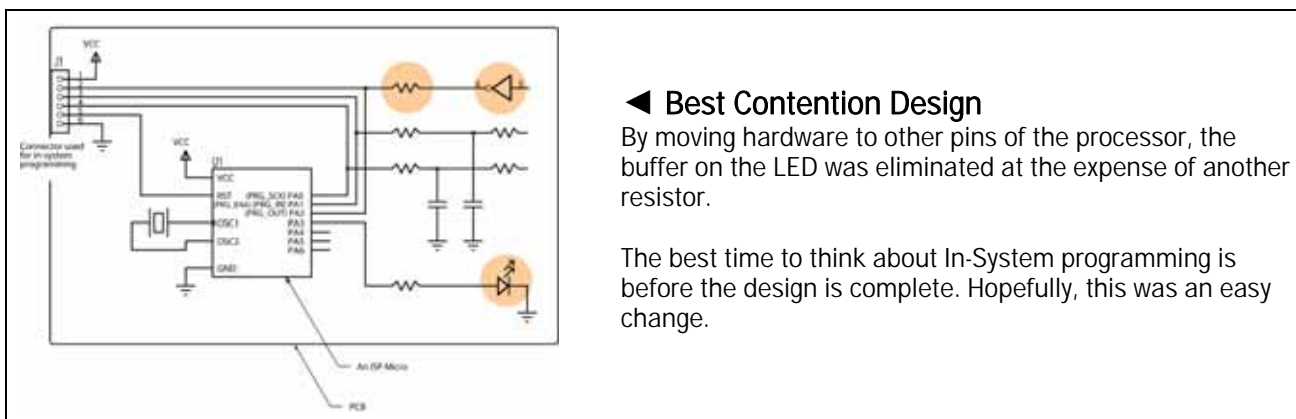 VCC
J1
Connector used
for in-system
programming
VCC
VCC
RST (PRG_SCK) PA0
(PRG_IN) PA1
(PRG_OUT) PA2
OSC1
PA3
PA4
OSC2
PA5
PA6
GND
An ISP Micro
PCB
◄ Best Contention Design
By moving hardware to other pins of the processor, the
buffer on the LED was eliminated at the expense of another
resistor.
The best time to think about In-System programming is
before the design is complete. Hopefully, this was an easy
change.